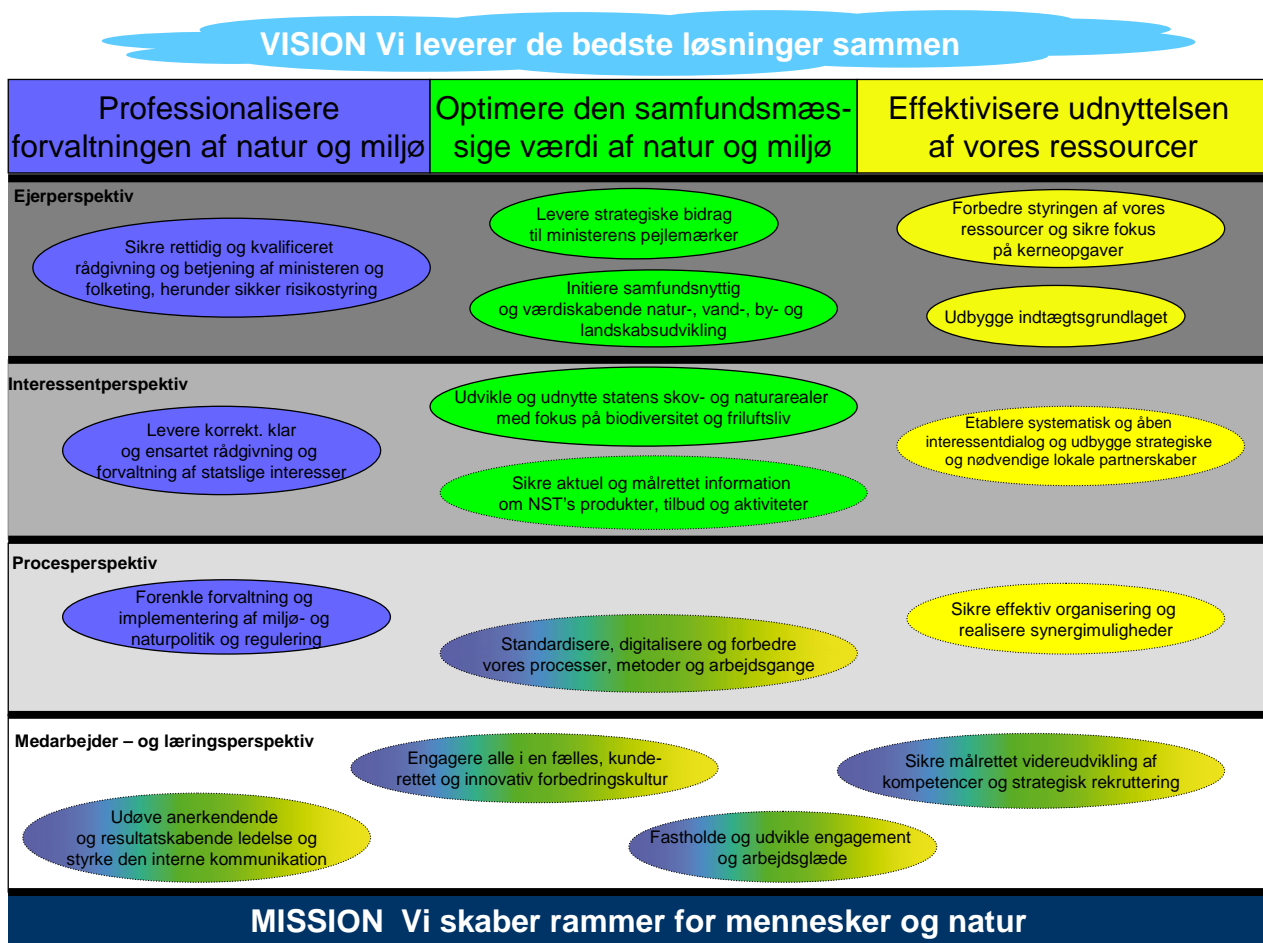 VISION Vi leverer de bedste løsninger sammen
Professionalisere
forvaltningen af natur og miljø
Optimere den samfundsmæs-
sige værdi af natur og miljø
Effektivisere udnyttelsen
af vores ressourcer
Ejerperspektiv
Sikre rettidig og kvalificeret
rådgivning og betjening af ministeren og
folketing, herunder sikker risikostyring
Levere strategiske bidrag
til ministerens pejlemærker
Initiere samfundsnyttig
og værdiskabende natur-, vand-, by- og
landskabsudvikling
Forbedre styringen af vores
ressourcer og sikre fokus
på kerneopgaver
Udbygge indtægtsgrundlaget
Interessentperspektiv
Levere korrekt. klar
og ensartet rådgivning og
forvaltning af statslige interesser
Udvikle og udnytte statens skov- og naturarealer
med fokus på biodiversitet og friluftsliv
Sikre aktuel og målrettet information
om NST's produkter, tilbud og aktiviteter
Etablere systematisk og åben
interessentdialog og udbygge strategiske
og nødvendige lokale partnerskaber
Procesperspektiv
Forenkle forvaltning og
implementering af miljø- og
naturpolitik og regulering
Standardisere, digitalisere og forbedre
vores processer, metoder og arbejdsgange
Sikre effektiv organisering og
realisere synergimuligheder
Medarbejder – og læringsperspektiv
Engagere alle i en fælles, kunde-
rettet og innovativ forbedringskultur
Sikre målrettet videreudvikling af
kompetencer og strategisk rekruttering
Udøve anerkendende
og resultatskabende ledelse og
styrke den interne kommunikation
Fastholde og udvikle engagement
og arbejdsglæde
MISSION Vi skaber rammer for mennesker og natur